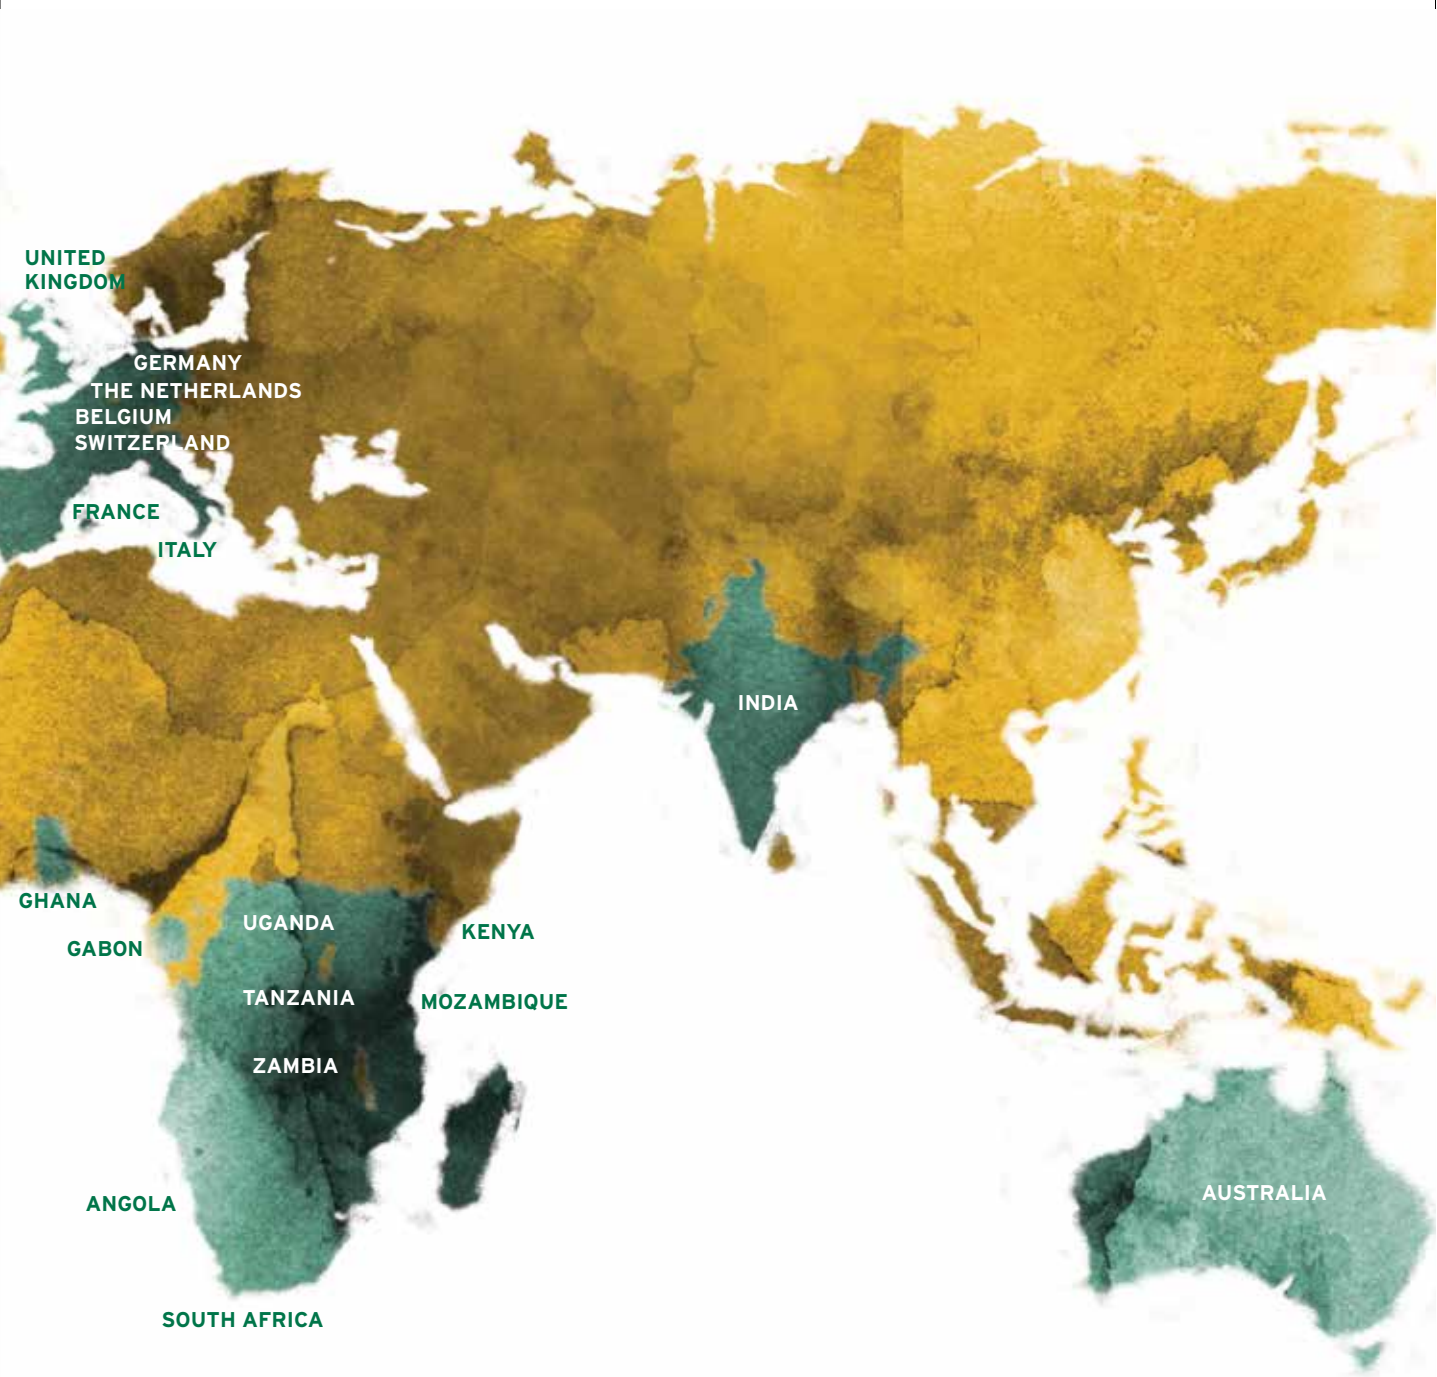 UNITED
KINGDOM
GERMANY
THE NETHERLANDS
BELGIUM
SWITZERLAND
FRANCE
ITALY
INDIA
GHANA
UGANDA
KENYA
GABON
TANZANIA
MOZAMBIQUE
ZAMBIA
AUSTRALIA
ANGOLA
SOUTH AFRICA